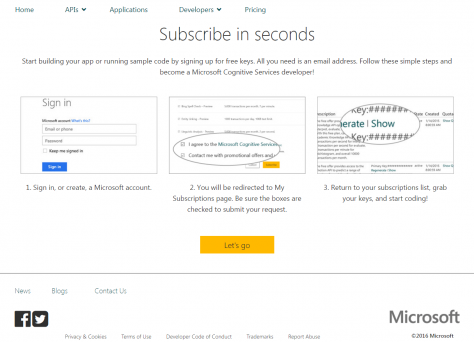 Home APIs Applications Developers Pricing
Subscribe in seconds
Start building your app or running sample code by signing up for free keys. All you need is an email address. Follow these simple steps and
become a Microsoft Cognitive Services developer!
Sign in
Microsoft account What's this?
Email or phone
Password
Keep me signed in
Sign in
I agree to the Microsoft Cognitive Services
Contact me with promotional offers and
Key:#######
erate | Show
Key:#######
1. Sign in, or create, a Microsoft account.
2. You will be redirected to My
Subscriptions page. Be sure the boxes are
checked to submit your request.
3. Return to your subscriptions list, grab
your keys, and start coding!
Let's go
News Blogs Contact Us
Microsoft
Privacy & Cookies Terms of Use Developer Code of Conduct Trademarks Report Abuse ©2016 Microsoft